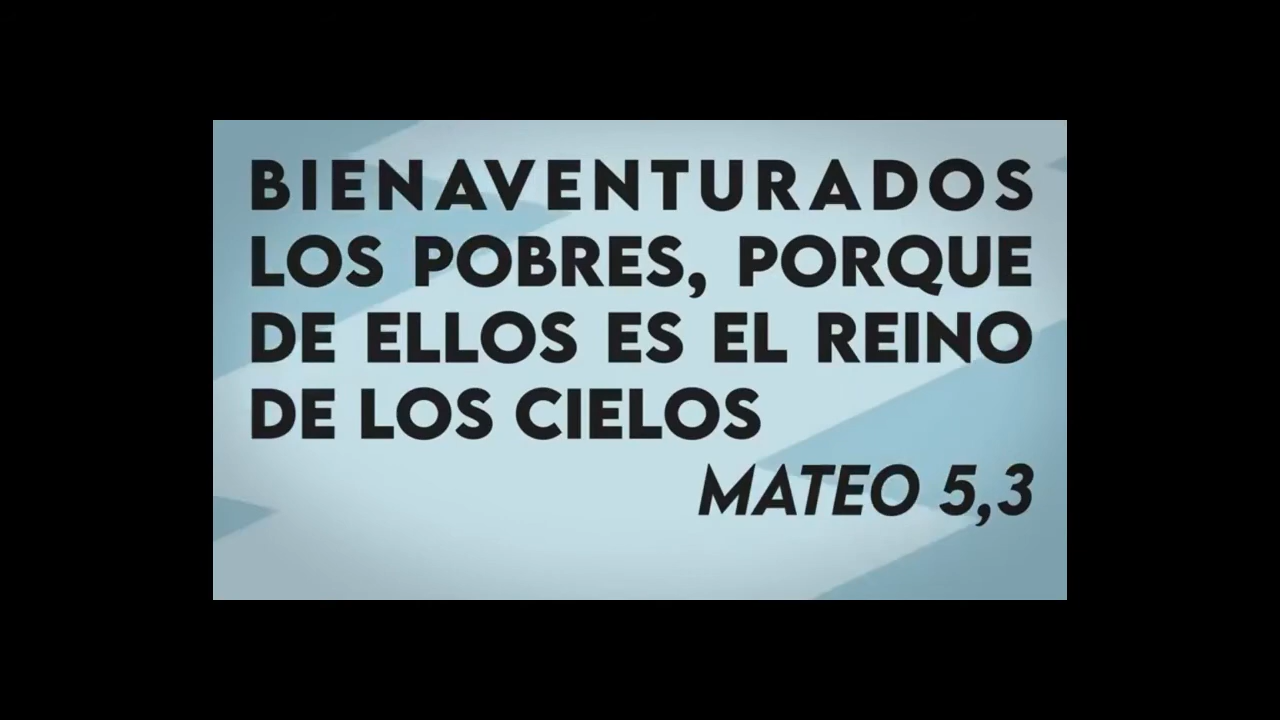 BIENAVENTURADOS
LOS POBRES, PORQUE
DE ELLOS ES EL REINO
DE LOS CIELOS
MATEO 5,3